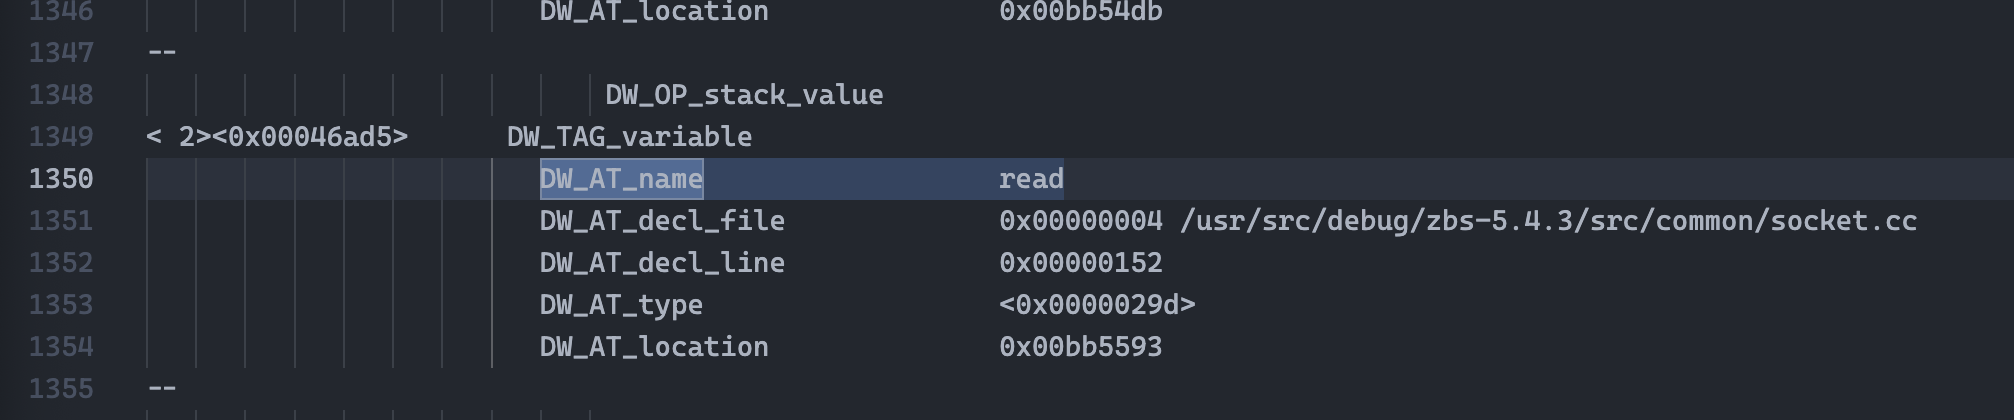 1346 DW_AT_location 0x00bb54db
1347 --
1348 DW_OP_stack_value
1349 < 2><0x00046ad5> DW_TAG_variable
1350 DW_AT_name read
1351 DW_AT_decl_file 0x00000004 /usr/src/debug/zbs-5.4.3/src/common/socket.cc
1352 DW_AT_decl_line 0x00000152
1353 DW_AT_type <0x0000029d>
1354 DW_AT_location 0x00bb5593
1355 --